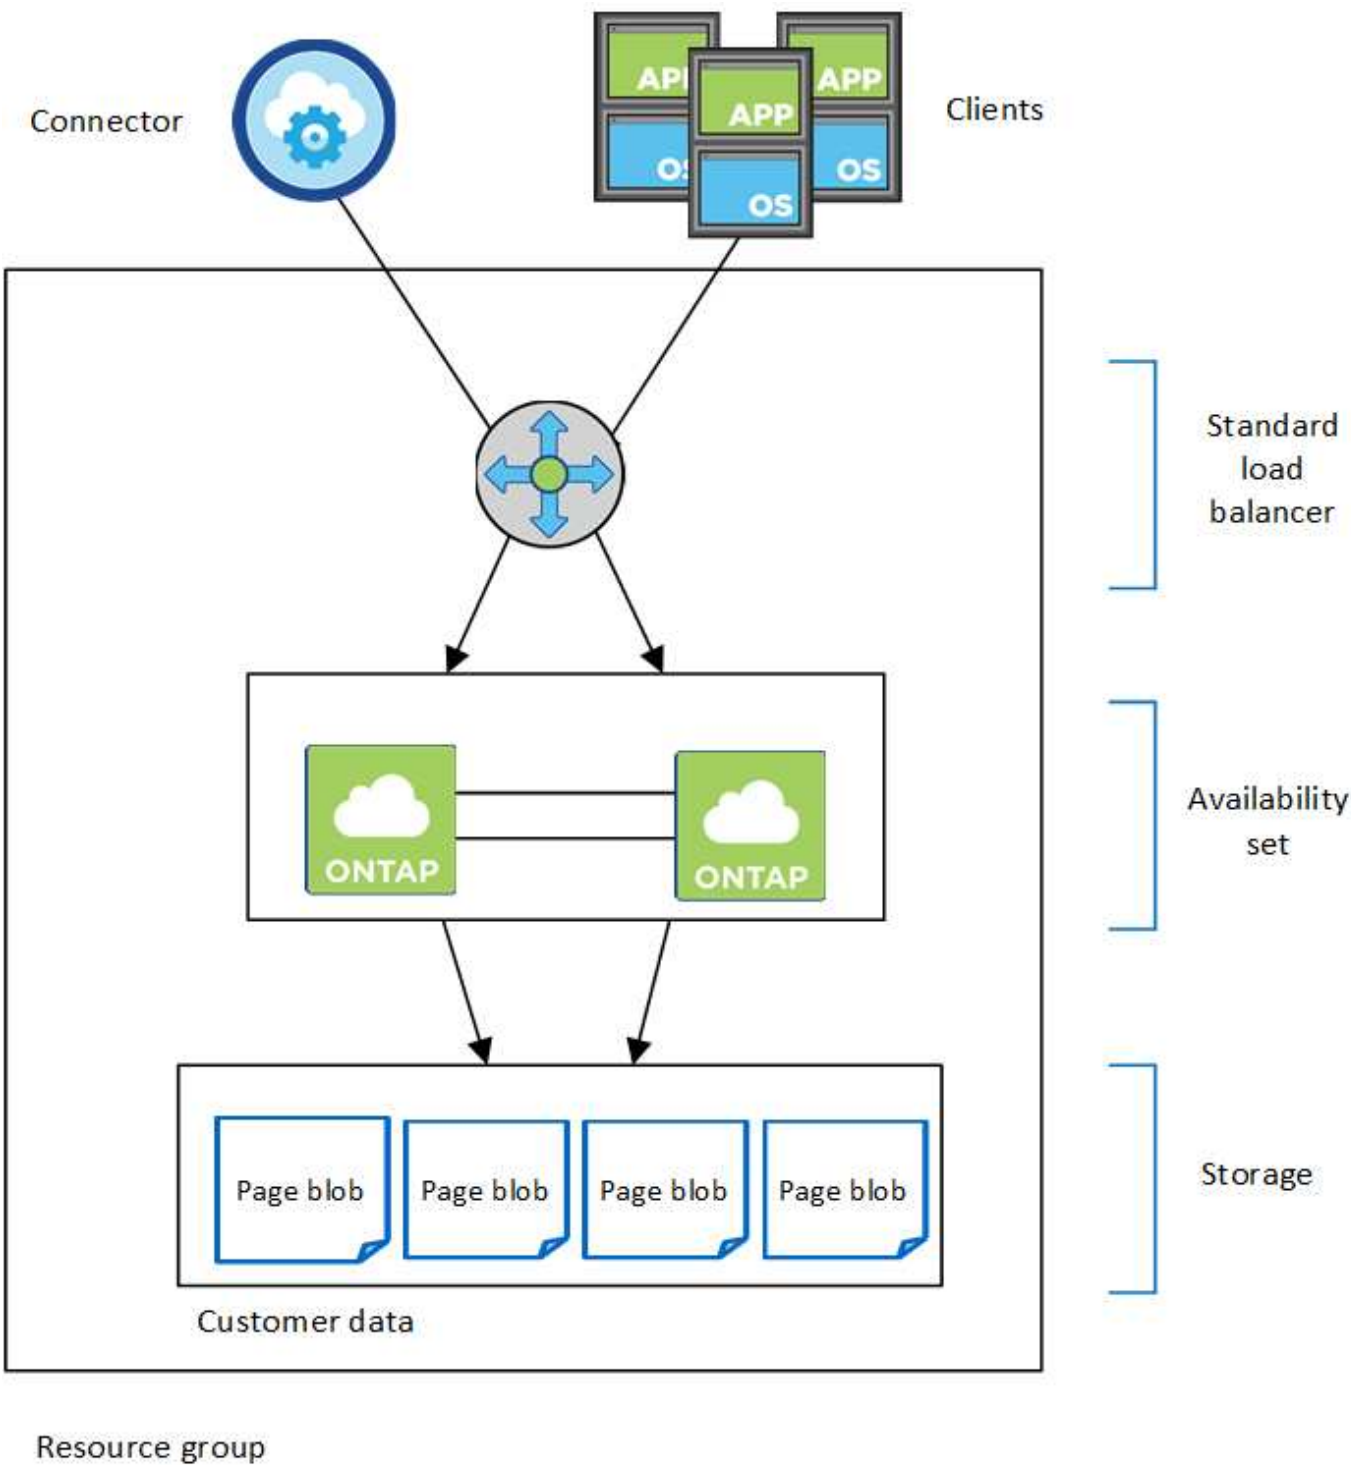 Connector
APP
APP
APP
OS
OS
OS
Clients
Standard
load
balancer
ONTAP
ONTAP
Availability
set
Page blob
Page blob
Page blob
Page blob
Storage
Customer data
Resource group